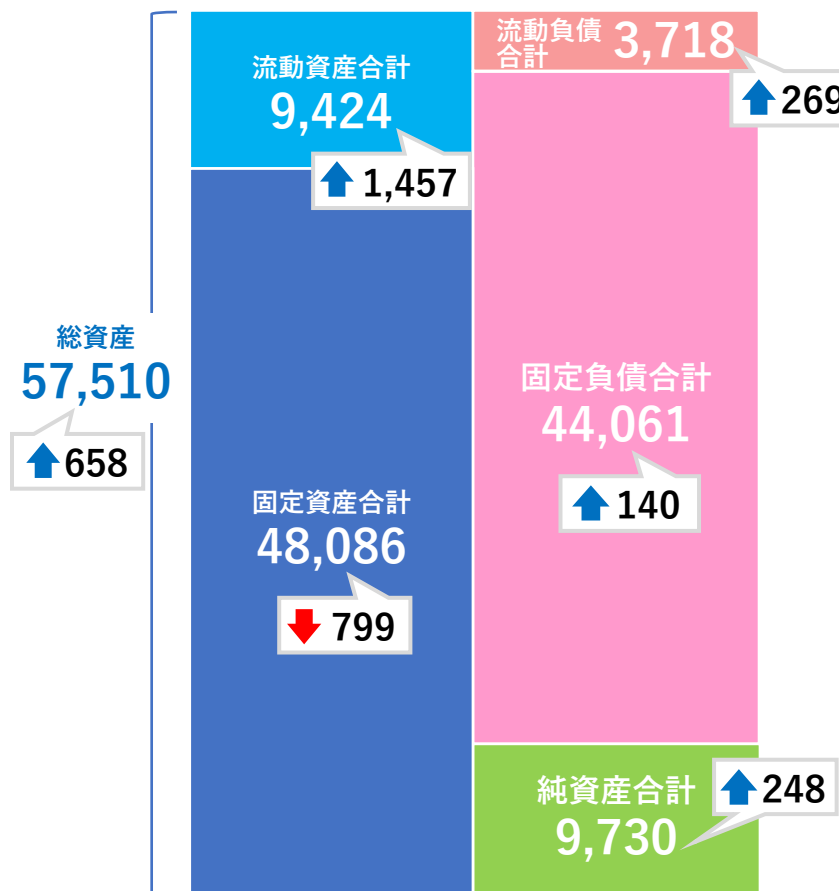 流動資産合計
9,424
1,457
流動負債
合計
3,718
269
総資産
57,510
658
固定資産合計
48,086
799
固定負債合計
44,061
140
純資産合計
9,730
248